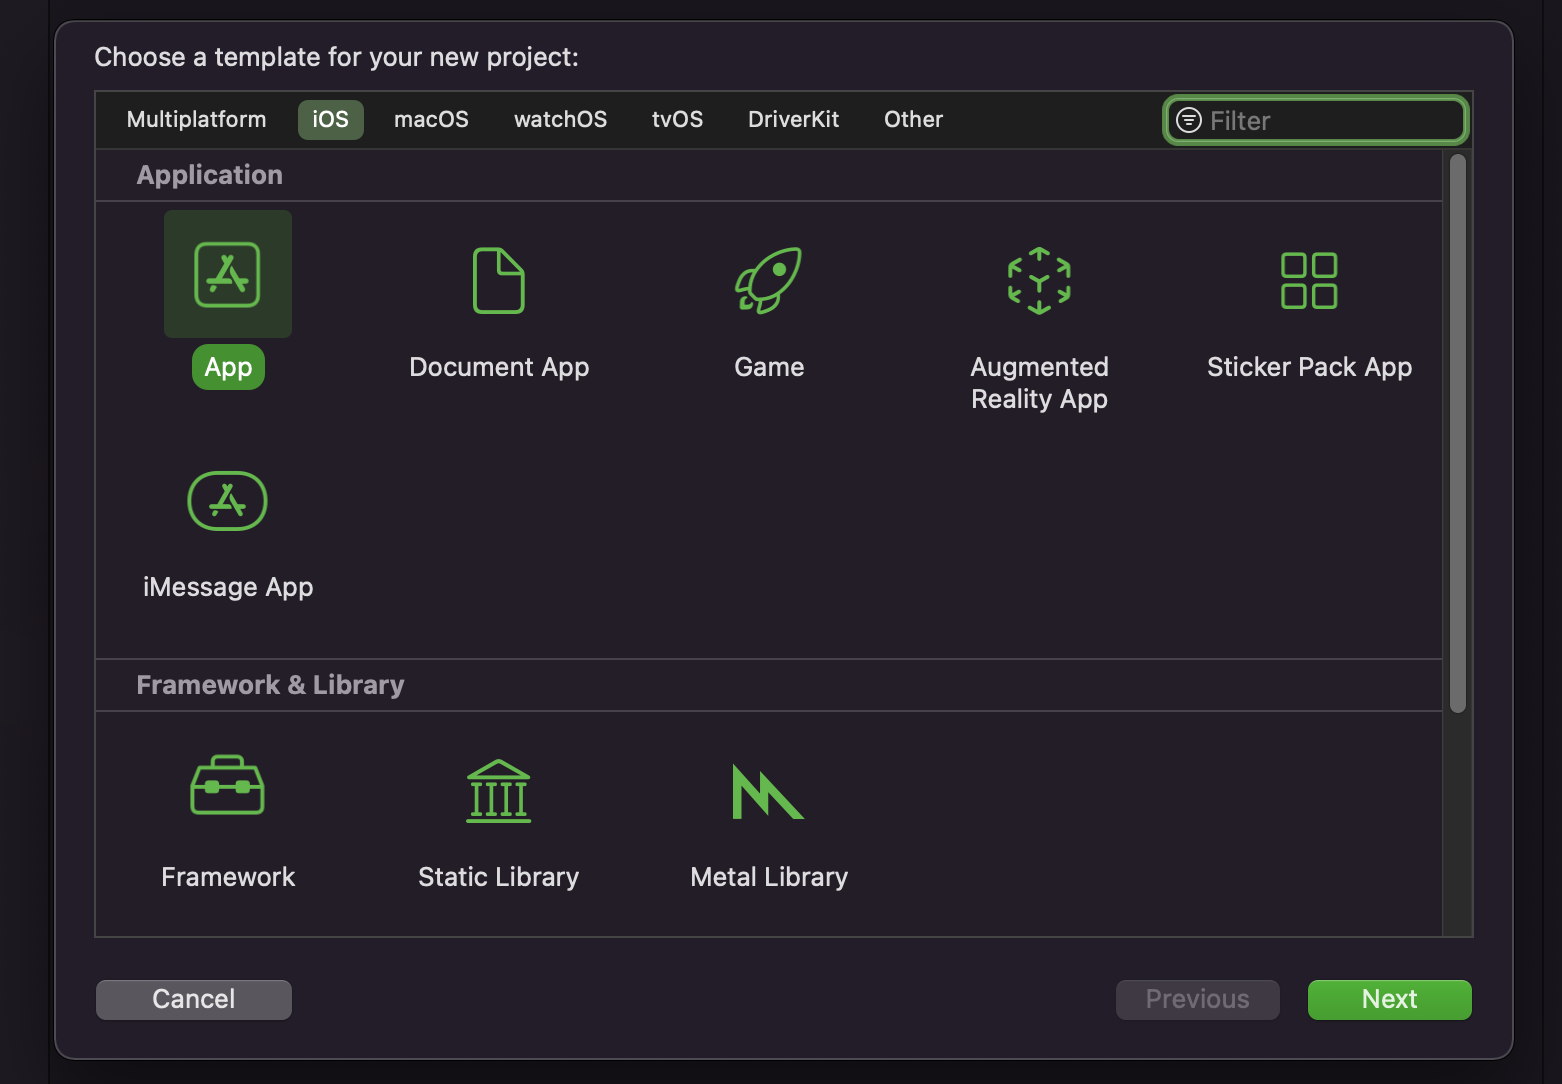 Choose a template for your new project:
Multiplatform iOS macOS watchOS tvOS DriverKit Other Filter
Application
App Document App Game Augmented Reality App Sticker Pack App
iMessage App
Framework & Library
Framework Static Library Metal Library
Cancel Previous Next